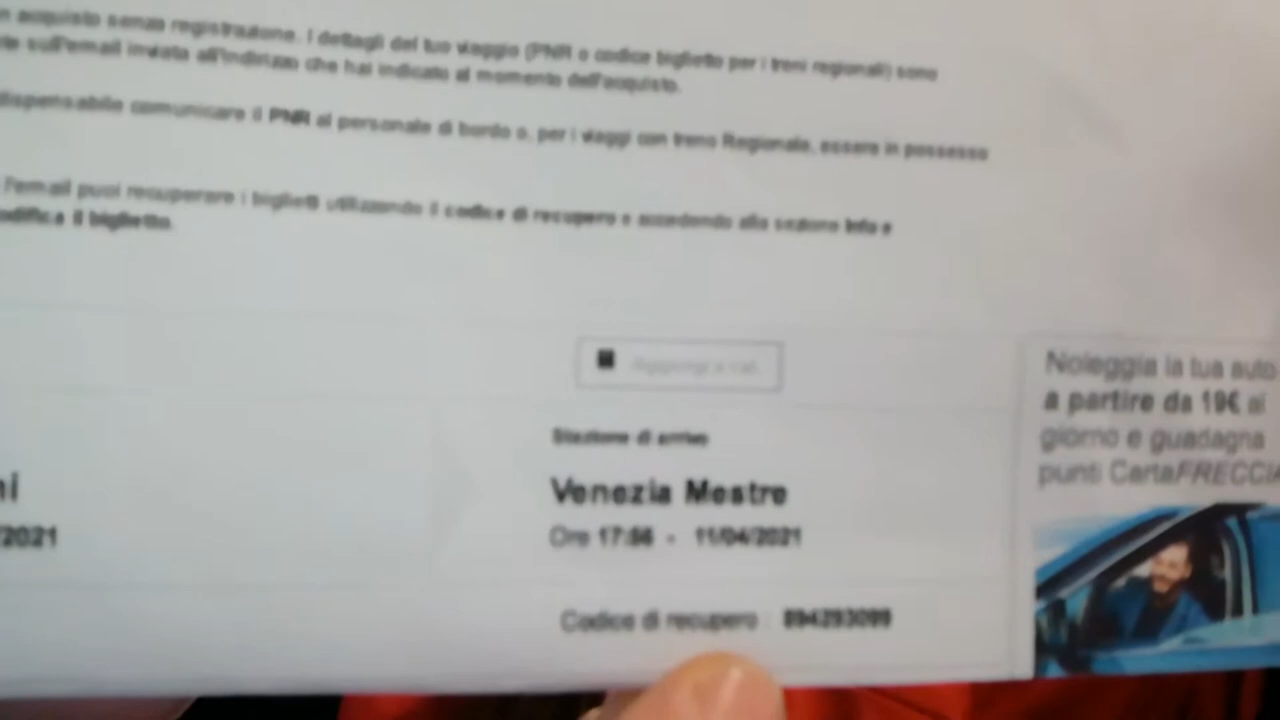 n acquisto senza registrazione. I dettagli del tuo viaggio (PNR o codice biglietto per i treni regionali) sono
sull'email inviata all'indirizzo che hai indicato al momento dell'acquisto.
dispensabile comunicare il PNR al personale di bordo o, per i viaggi con treno Regionale, essere in possesso
l'email puoi recuperare i biglietti utilizzando il codice di recupero e accedendo alla sezione Info e
odifica il biglietto.
Aggiungi a
Stazione di arrivo
ni
Venezia Mestre
/2021
Ore 17:56 - 11/04/2021
Codice di recupero :
Noleggia la tua auto
a partire da 19€ al
giorno e guadagna
punti CartaFRECCIA